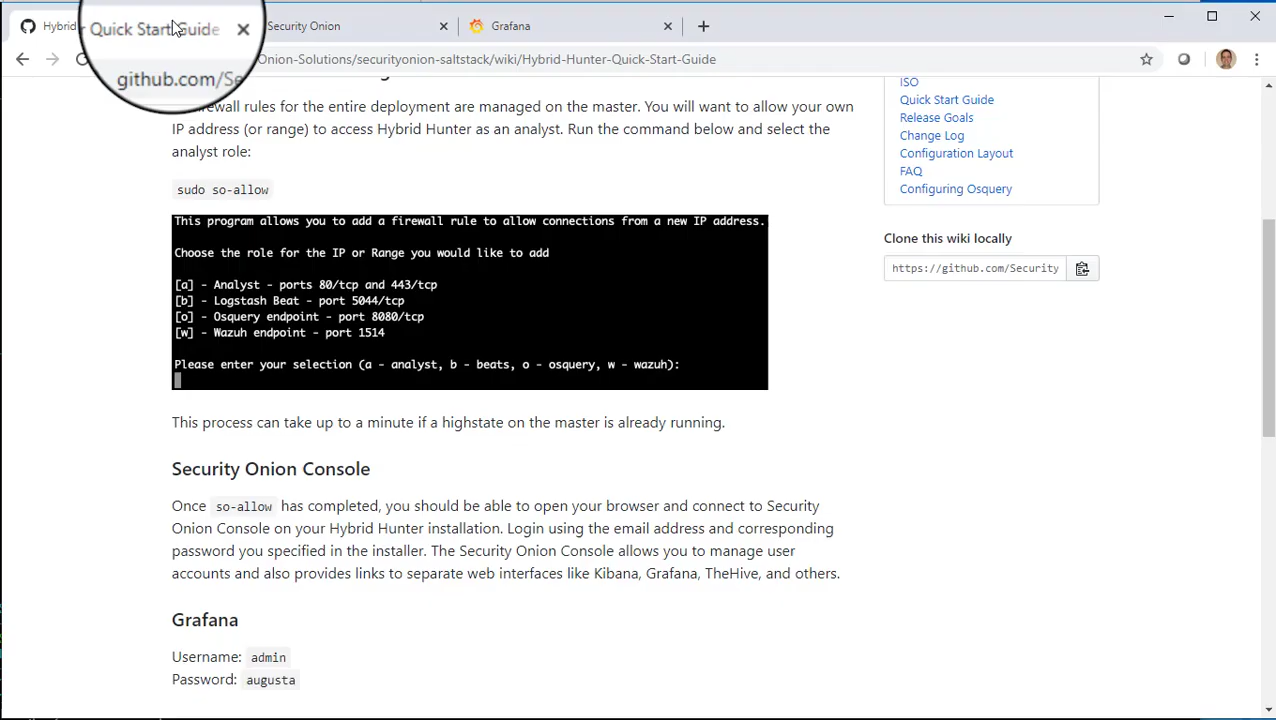 Hybrid
Quick Start Guide
Security Onion
Grafana
github.com/Se
Onion-Solutions/securityonion-saltstack/wiki/Hybrid-Hunter-Quick-Start-Guide
ewall rules for the entire deployment are managed on the master. You will want to allow your own
IP address (or range) to access Hybrid Hunter as an analyst. Run the command below and select the
analyst role:
sudo so-allow
This program allows you to add a firewall rule to allow connections from a new IP address.
Choose the role for the IP or Range you would like to add
[a] - Analyst - ports 80/tcp and 443/tcp
[b] - Logstash Beat - port 5044/tcp
[o] - Osquery endpoint - port 8080/tcp
[w] - Wazuh endpoint - port 1514
Please enter your selection (a - analyst, b - beats, o - osquery, w - wazuh):
This process can take up to a minute if a highstate on the master is already running.
Security Onion Console
Once so-allow has completed, you should be able to open your browser and connect to Security
Onion Console on your Hybrid Hunter installation. Login using the email address and corresponding
password you specified in the installer. The Security Onion Console allows you to manage user
accounts and also provides links to separate web interfaces like Kibana, Grafana, TheHive, and others.
Grafana
Username: admin
Password: augusta
ISO
Quick Start Guide
Release Goals
Change Log
Configuration Layout
FAQ
Configuring Osquery
Clone this wiki locally
https://github.com/Security